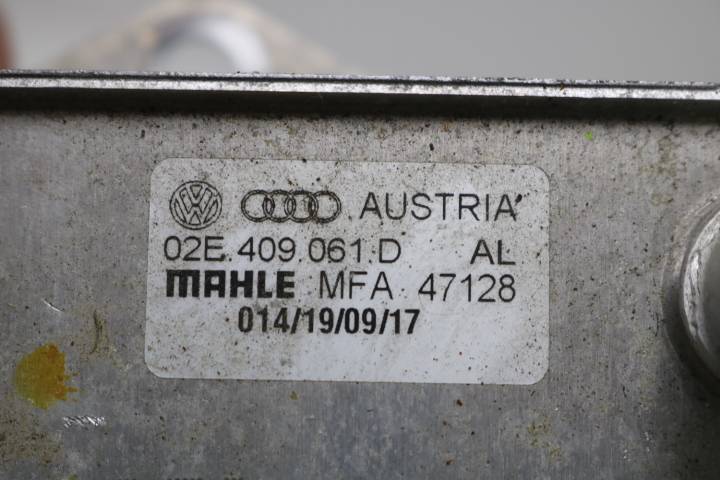 AUSTRIA
02E.409.061.D AL
MAHLE MFA 47128
014/19/09/17